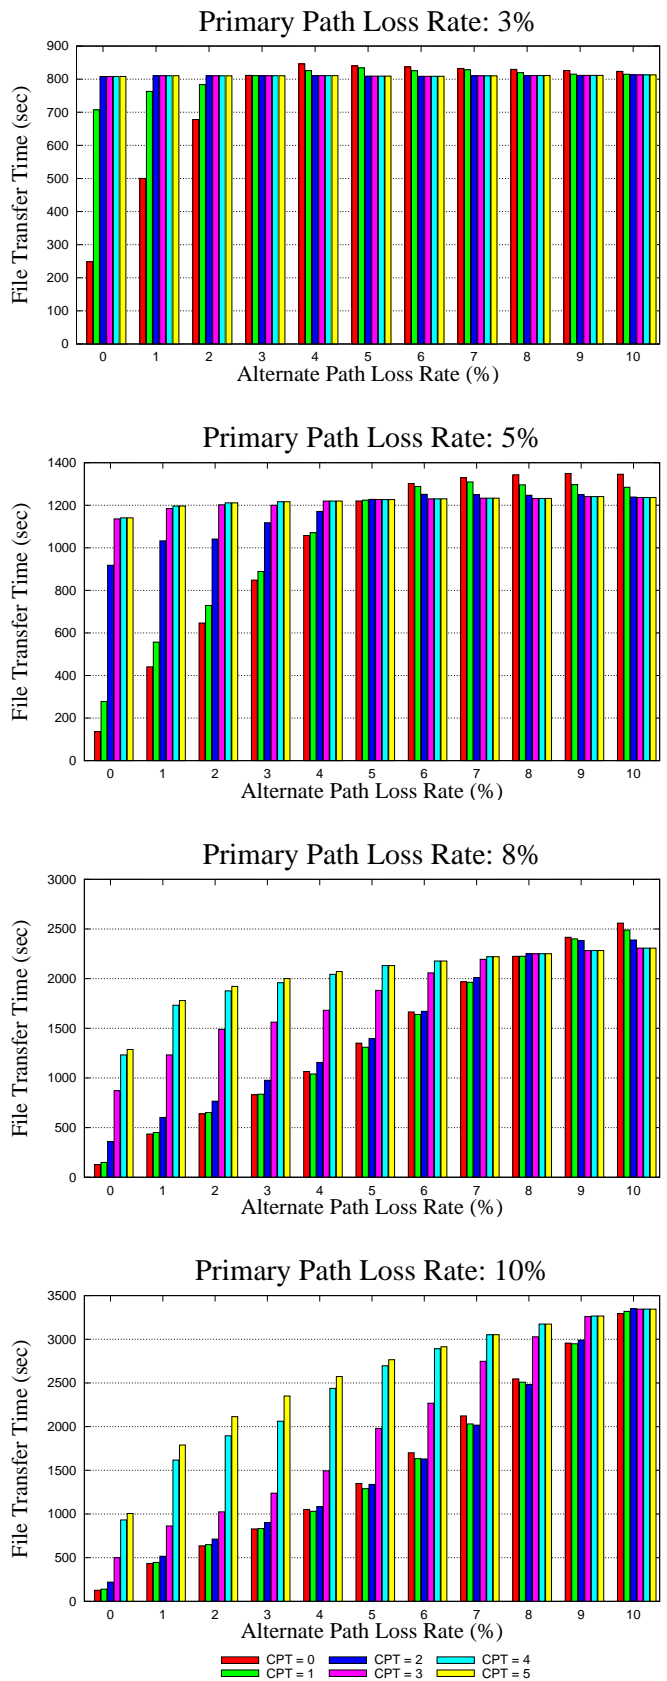 Primary Path Loss Rate: 3%
File Transfer Time (sec)
900
800
700
600
500
400
300
200
100
0
0 1 2 3 4 5 6 7 8 9 10
Alternate Path Loss Rate (%)
Primary Path Loss Rate: 5%
File Transfer Time (sec)
1400
1200
1000
800
600
400
200
0
0 1 2 3 4 5 6 7 8 9 10
Alternate Path Loss Rate (%)
Primary Path Loss Rate: 8%
File Transfer Time (sec)
3000
2500
2000
1500
1000
500
0
0 1 2 3 4 5 6 7 8 9 10
Alternate Path Loss Rate (%)
Primary Path Loss Rate: 10%
File Transfer Time (sec)
3500
3000
2500
2000
1500
1000
500
0
0 1 2 3 4 5 6 7 8 9 10
Alternate Path Loss Rate (%)
CPT = 0 CPT = 2 CPT = 4
CPT = 1 CPT = 3 CPT = 5